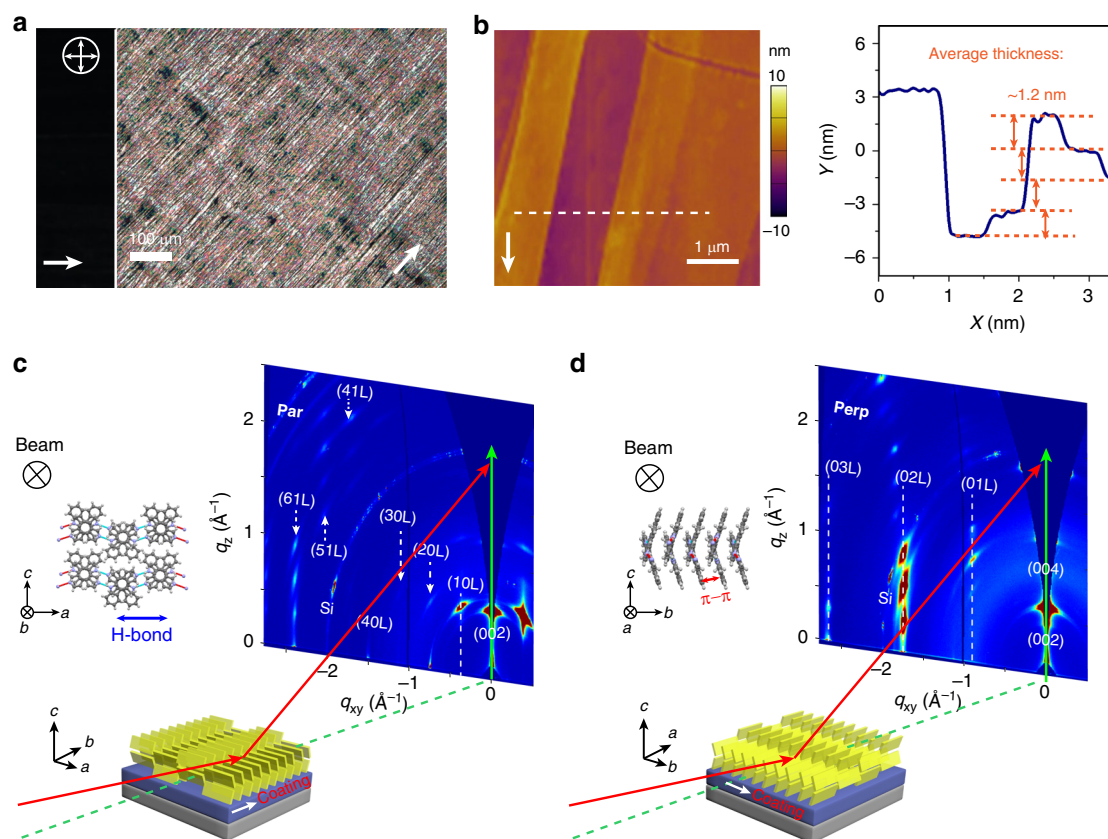 a
100 μm
b
nm
10
−10
1 μm
Average thickness:
~1.2 nm
6
3
0
−3
−6
Y (nm)
0
1
2
3
X (nm)
c
Beam
c
b
a
H-bond
Par
(41L)
(61L)
(51L)
(30L)
(20L)
(10L)
Si
(40L)
(002)
2
1
0
qz (Å−1)
−2
−1
0
qxy (Å−1)
c
b
a
Coating
d
Beam
c
a
b
π–π
Perp
(03L)
(02L)
(01L)
(004)
Si
(002)
2
1
0
qz (Å−1)
−2
−1
0
qxy (Å−1)
c
b
a
Coating